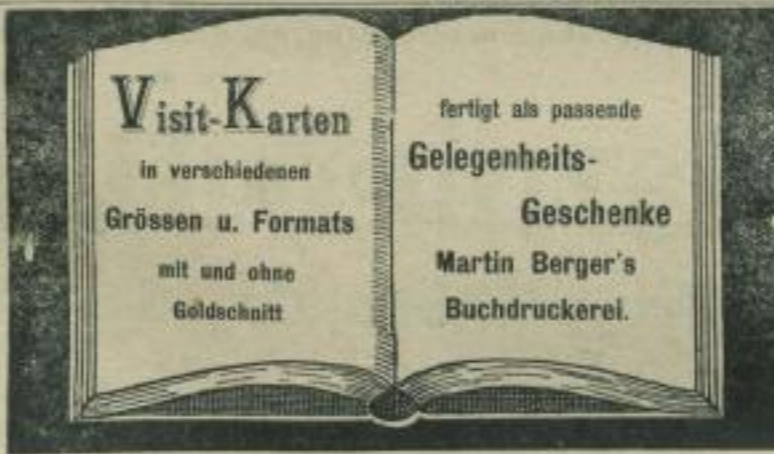 Visit-Karten
in verschiedenen
Grössen u. Formats
mit und ohne
Goldschnitt
fertigt als passende
Gelegenheits-
Geschenke
Martin Berger's
Buchdruckerei.